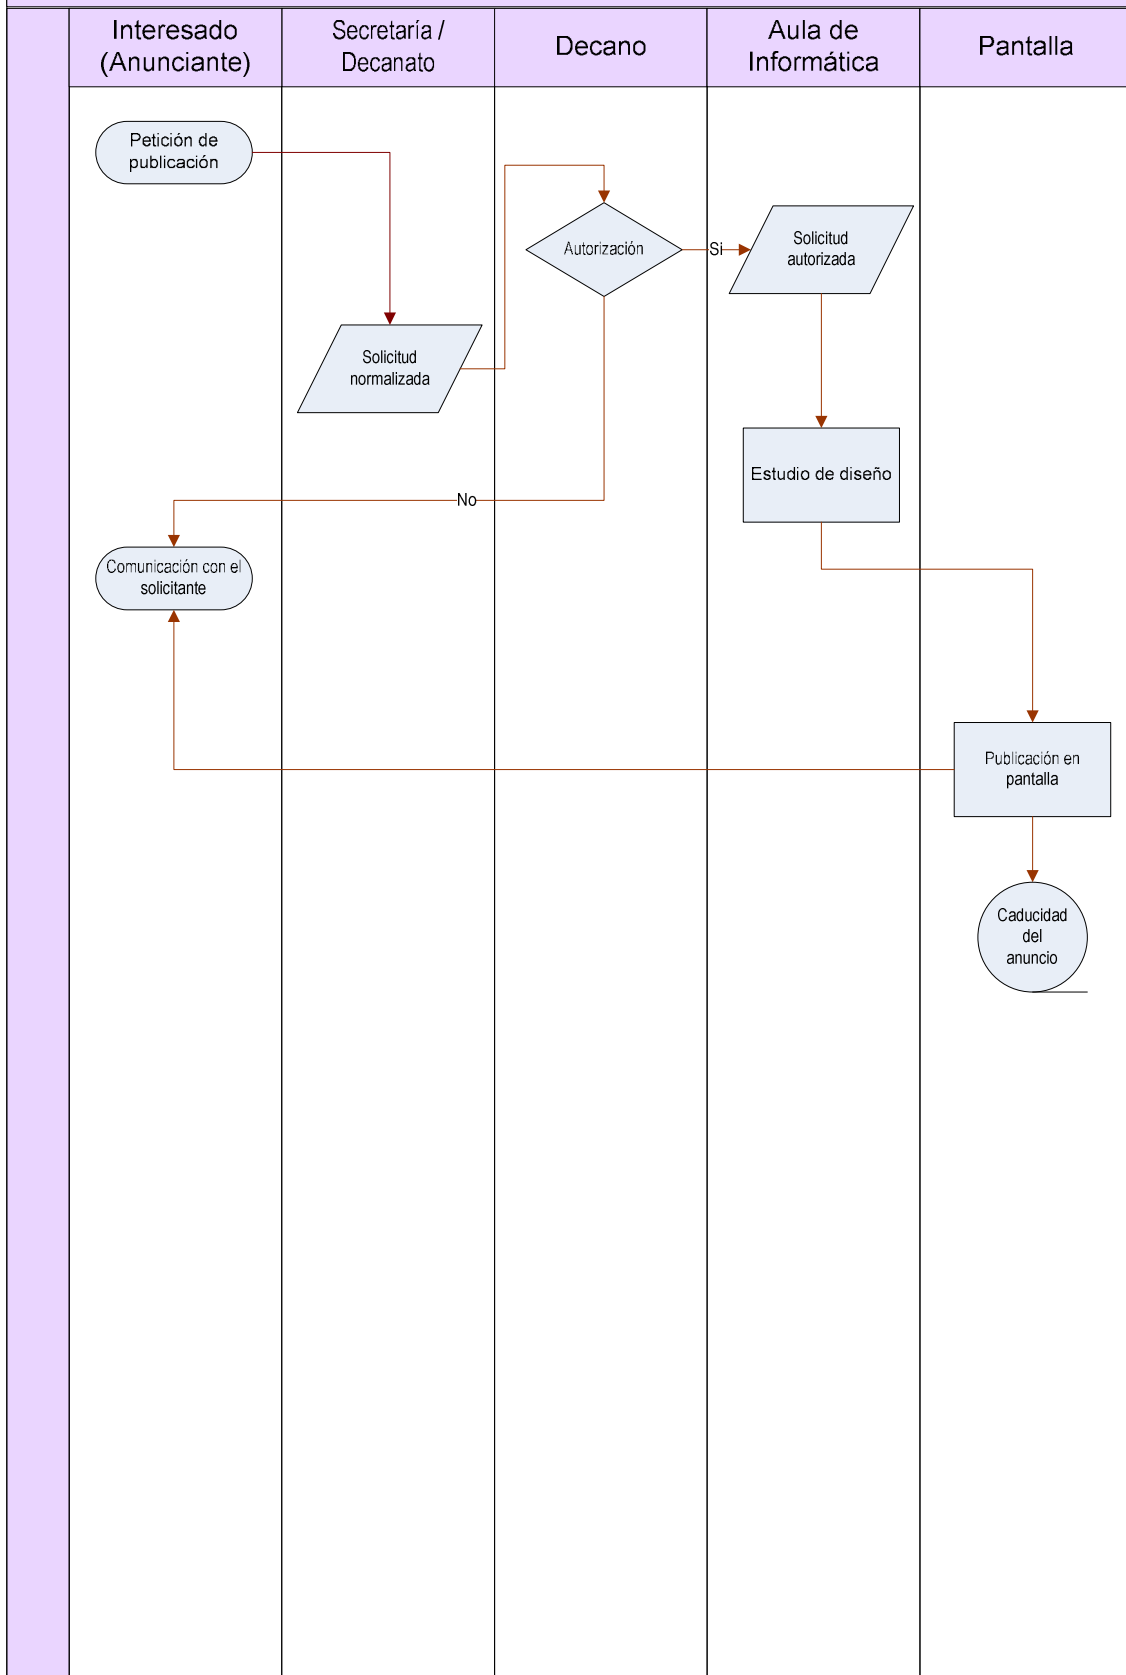 Interesado
(Anunciante)
Secretaría /
Decanato
Decano
Aula de
Informática
Pantalla
Petición de
publicación
Autorización
Si
Solicitud
autorizada
Solicitud
normalizada
Estudio de diseño
No
Comunicación con el
solicitante
Publicación en
pantalla
Caducidad
del
anuncio